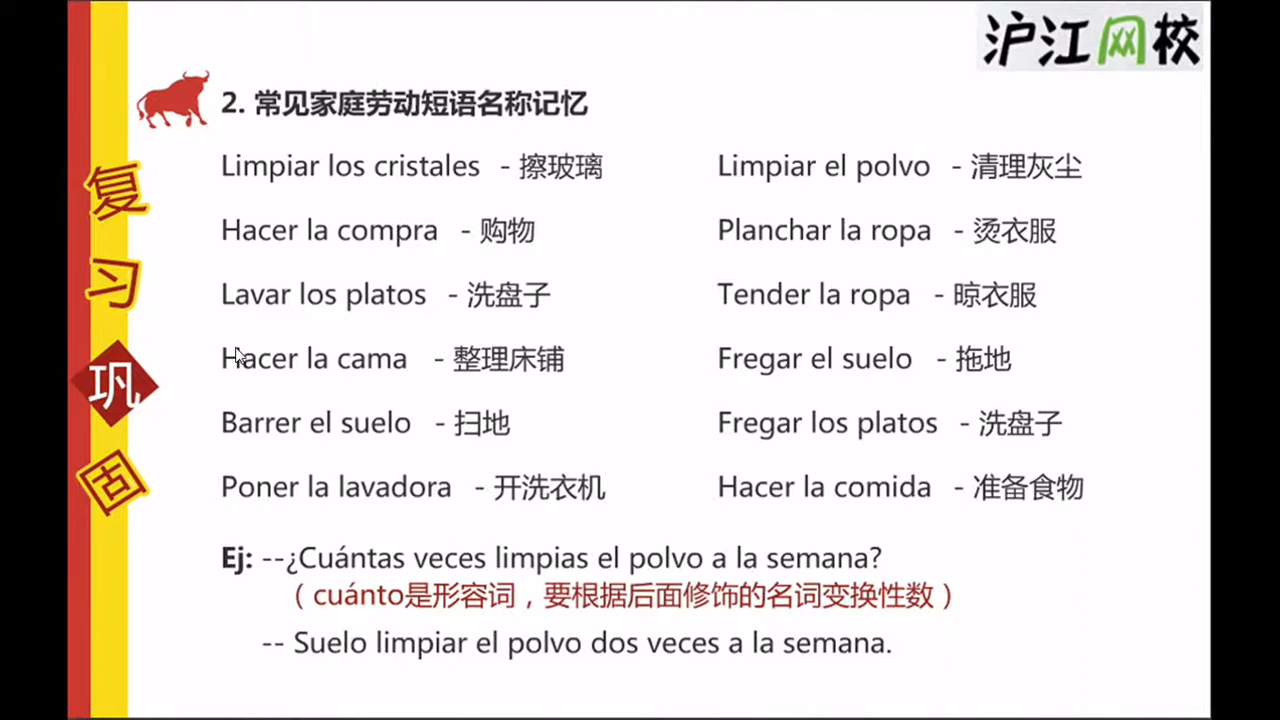 沪江网校
2. 常见家庭劳动短语名称记忆
Limpiar los cristales - 擦玻璃
Limpiar el polvo - 清理灰尘
Hacer la compra - 购物
Planchar la ropa - 烫衣服
Lavar los platos - 洗盘子
Tender la ropa - 晾衣服
Hacer la cama - 整理床铺
Fregar el suelo - 拖地
Barrer el suelo - 扫地
Fregar los platos - 洗盘子
Poner la lavadora - 开洗衣机
Hacer la comida - 准备食物
Ej: --¿Cuántas veces limpias el polvo a la semana?
（cuánto是形容词，要根据后面修饰的名词变换性数）
-- Suelo limpiar el polvo dos veces a la semana.
复
习
巩
固